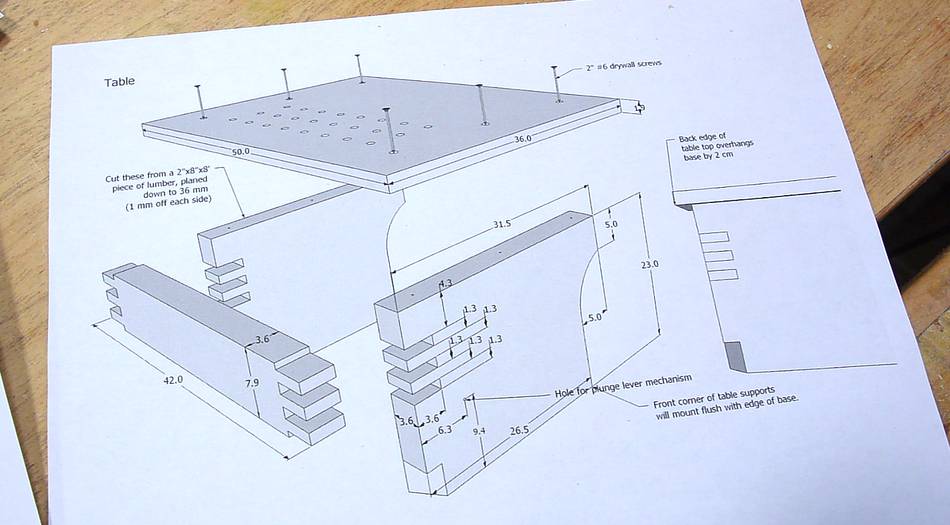 Table
2" #6 drywall screws
1.9
36.0
50.0
Back edge of
table top overhangs
base by 2 cm
Cut these from a 2"x8"x8'
piece of lumber, planed
down to 36 mm
(1 mm off each side)
31.5
5.0
23.0
4.3
1.3
1.3
5.0
1.3
1.3
1.3
3.6
7.9
42.0
Hole for plunge lever mechanism
Front corner of table supports
will mount flush with edge of base.
3.6
3.6
6.3
9.4
26.5